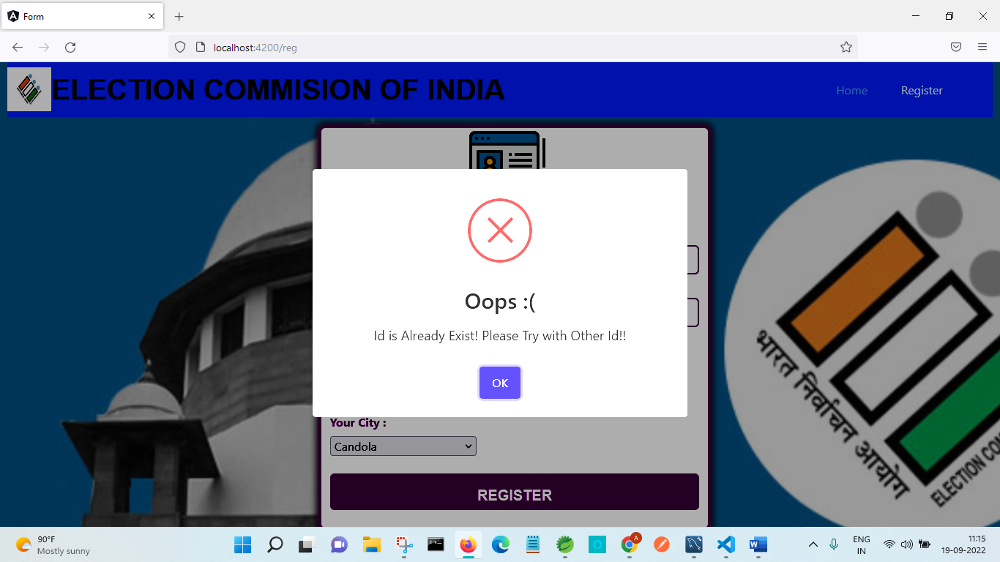 Form
localhost:4200/reg
ELECTION COMMISION OF INDIA
Home
Register
Oops :(
Id is Already Exist! Please Try with Other Id!!
OK
Your City :
Candola
REGISTER
भारत निर्वाचन आयोग
ELECTION COM
90°F
Mostly sunny
A
ENG
IN
11:15
19-09-2022